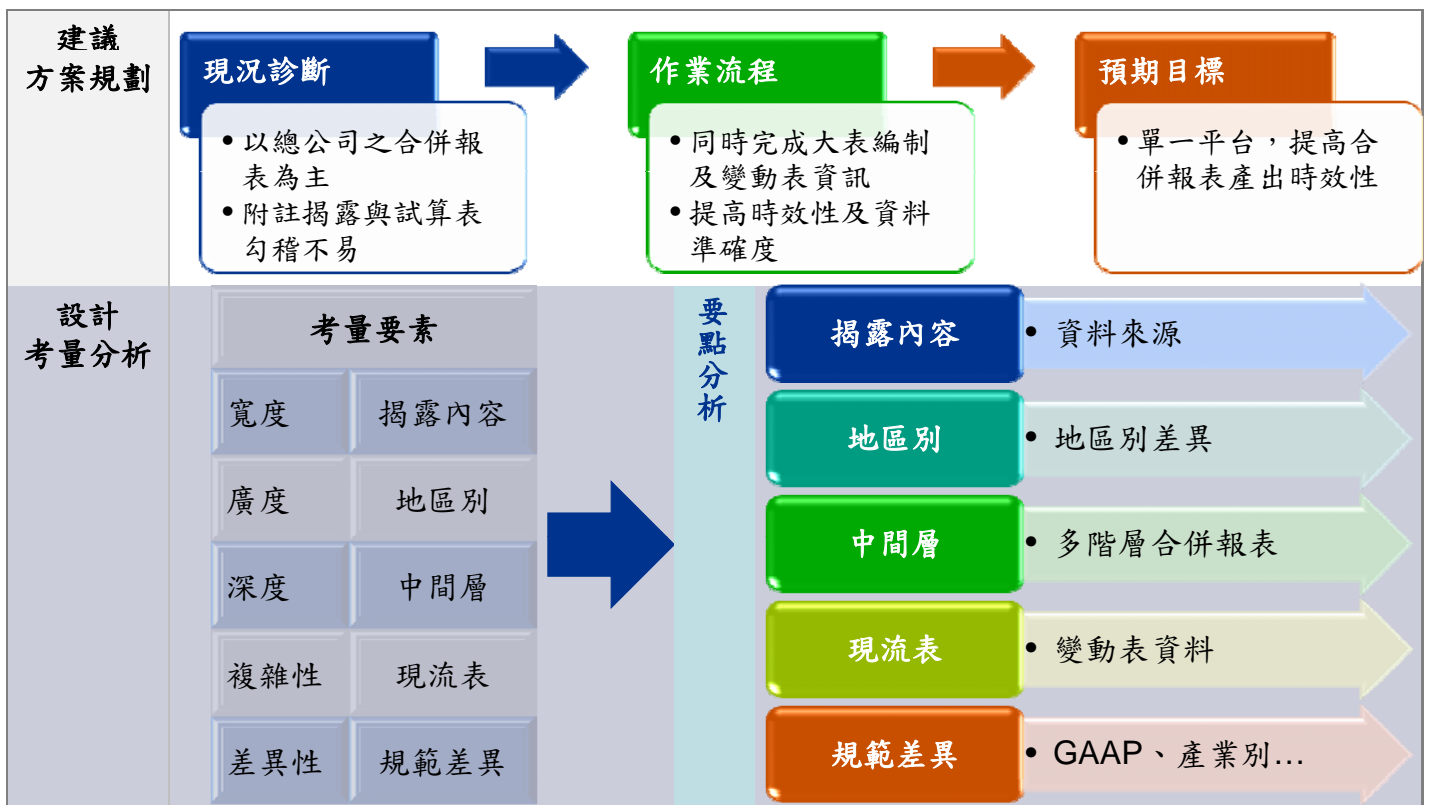 建議
方案規劃
現況診斷
• 以總公司之合併報
表為主
• 附註揭露與試算表
勾稽不易
作業流程
• 同時完成大表編制
及變動表資訊
• 提高時效性及資料
準確度
預期目標
• 單一平台，提高合
併報表產出時效性
設計
考量分析
考量要素
寬度 揭露內容
廣度 地區別
深度 中間層
複雜性 現流表
差異性 規範差異
要點分析
揭露內容 • 資料來源
地區別 • 地區別差異
中間層 • 多階層合併報表
現流表 • 變動表資料
規範差異 • GAAP、產業別...